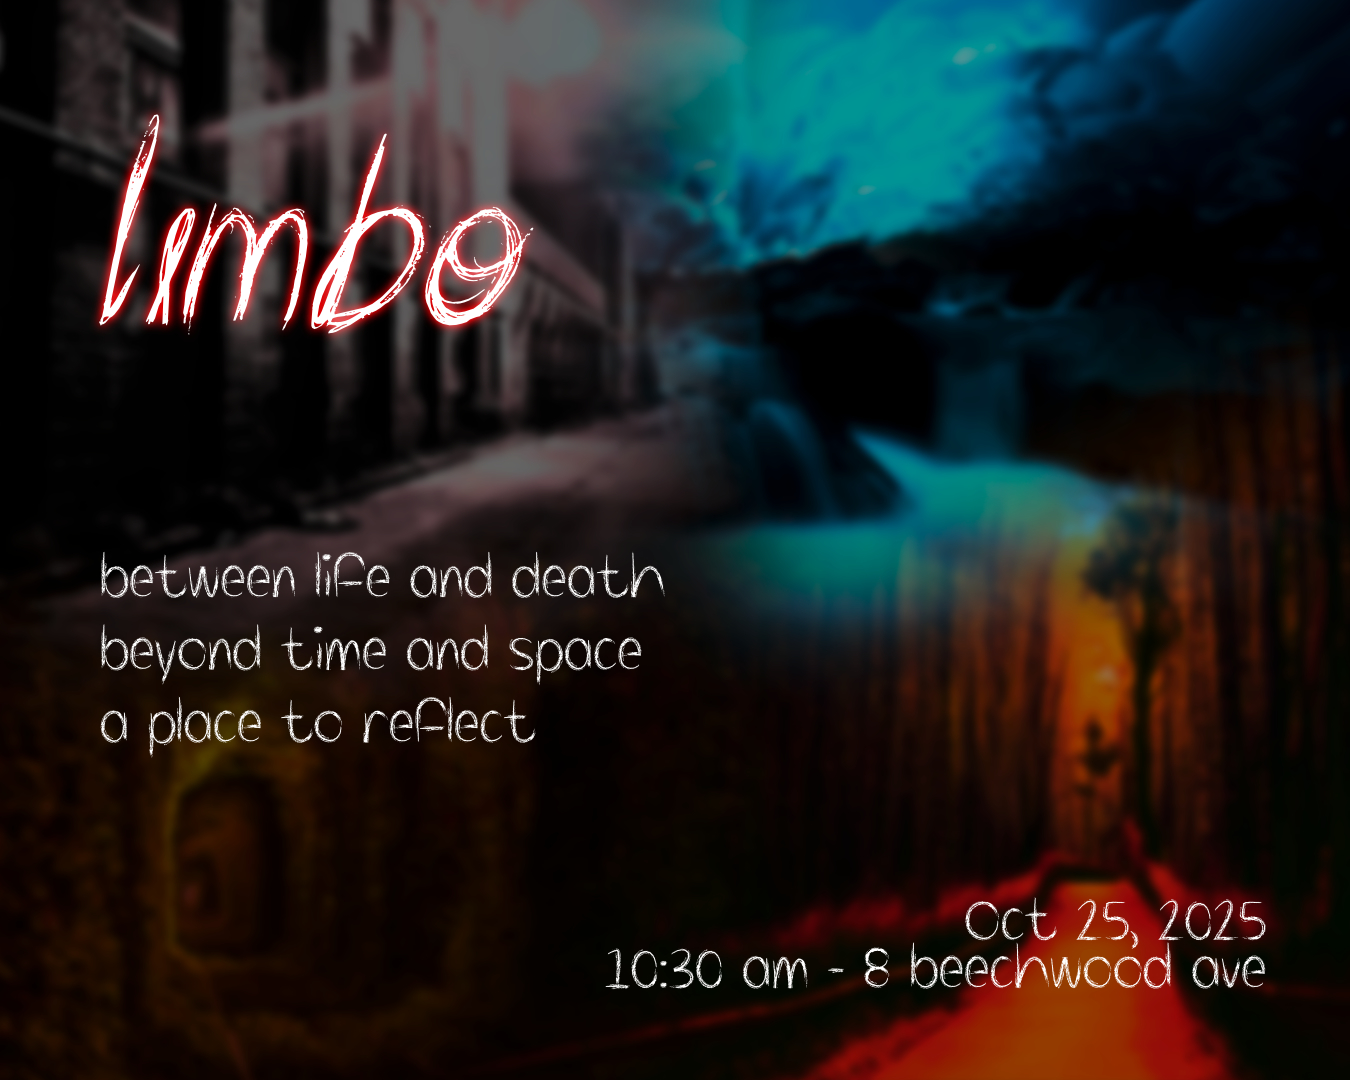 limbo
between life and death
beyond time and space
a place to reflect
Oct 25, 2025
10:30 am - 8 beechwood ave